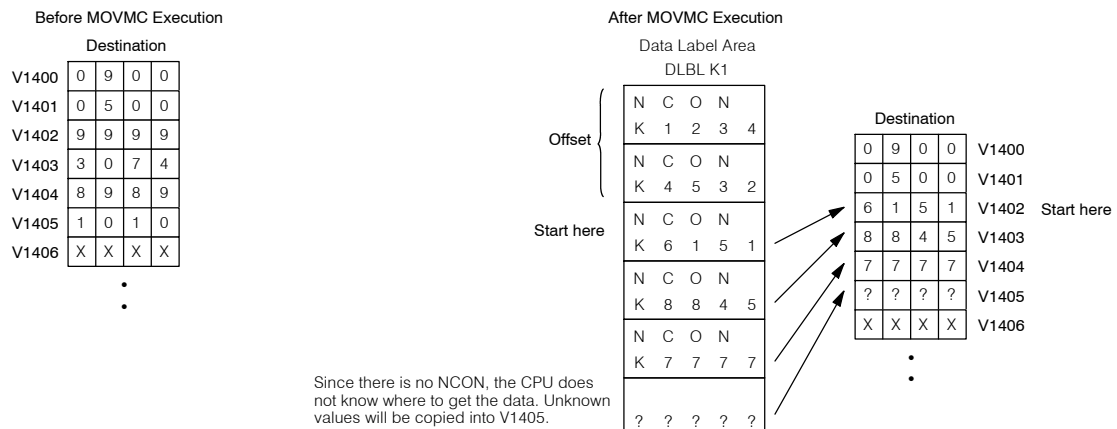 Before MOVMC Execution
Destination
V1400 0 9 0 0
V1401 0 5 0 0
V1402 9 9 9 9
V1403 3 0 7 4
V1404 8 9 8 9
V1405 1 0 1 0
V1406 X X X X
After MOVMC Execution
Data Label Area
DLBL K1
Offset
N C O N
K 1 2 3 4
N C O N
K 4 5 3 2
Start here
N C O N
K 6 1 5 1
N C O N
K 8 8 4 5
N C O N
K 7 7 7 7
? ? ? ?
Since there is no NCON, the CPU does
not know where to get the data. Unknown
values will be copied into V1405.
Destination
0 9 0 0 V1400
0 5 0 0 V1401
6 1 5 1 V1402 Start here
8 8 4 5 V1403
7 7 7 7 V1404
? ? ? ? V1405
X X X X V1406